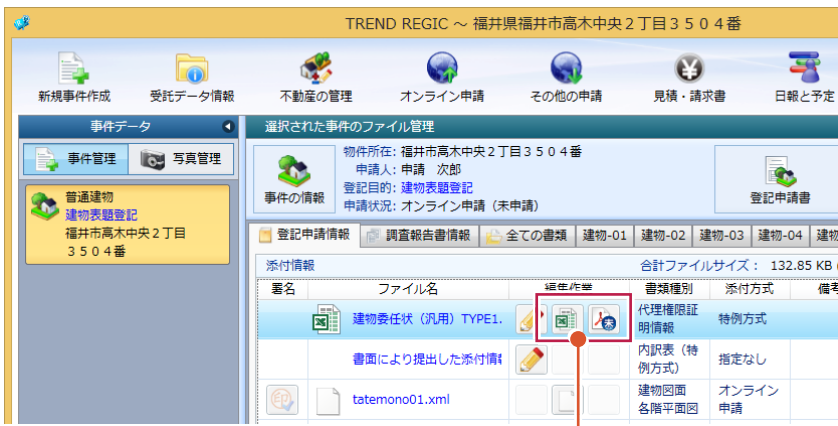 TREND REGIC ～ 福井県福井市高木中央２丁目３５０４番
新規事件作成 受託データ情報 不動産の管理 オンライン申請 その他の申請 見積・請求書 日報と予定
事件データ
選択された事件のファイル管理
事件管理 写真管理
物件所在: 福井市高木中央２丁目３５０４番
申請人: 申請 次郎
登記目的: 建物表題登記
申請状況: オンライン申請（未申請）
事件の情報
登記申請書
普通建物
建物表題登記
福井市高木中央２丁目
３５０４番
登記申請情報 調査報告書情報 全ての書類 建物-01 建物-02 建物-03 建物-04 建物
添付情報
合計ファイルサイズ： 132.85 KB
署名 ファイル名 編集作業 書類種別 添付方式 備考
建物委任状（汎用）TYPE1.
代理権限証
明情報
特例方式
書面により提出した添付情報
内訳表（特
例方式）
指定なし
tatemono01.xml
建物図面
各階平面図
オンライン
申請